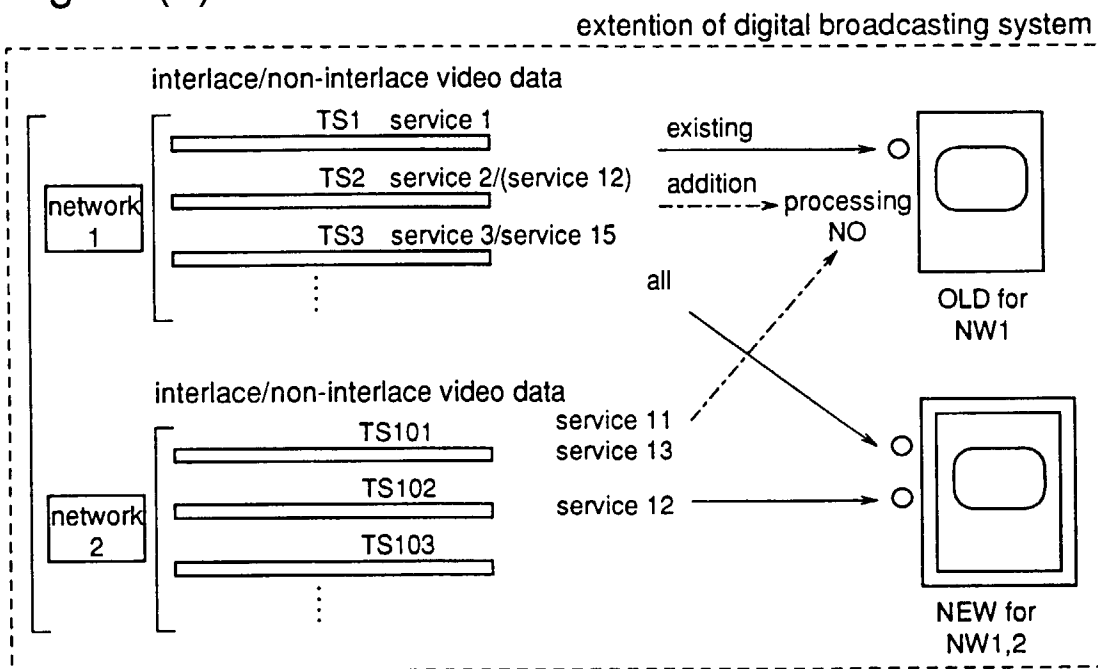 extention of digital broadcasting system
interlace/non-interlace video data
TS1 service 1
TS2 service 2/(service 12)
TS3 service 3/service 15
network
1
existing
addition
processing
NO
all
OLD for
NW1
interlace/non-interlace video data
TS101
TS102
TS103
network
2
service 11
service 13
service 12
NEW for
NW1,2